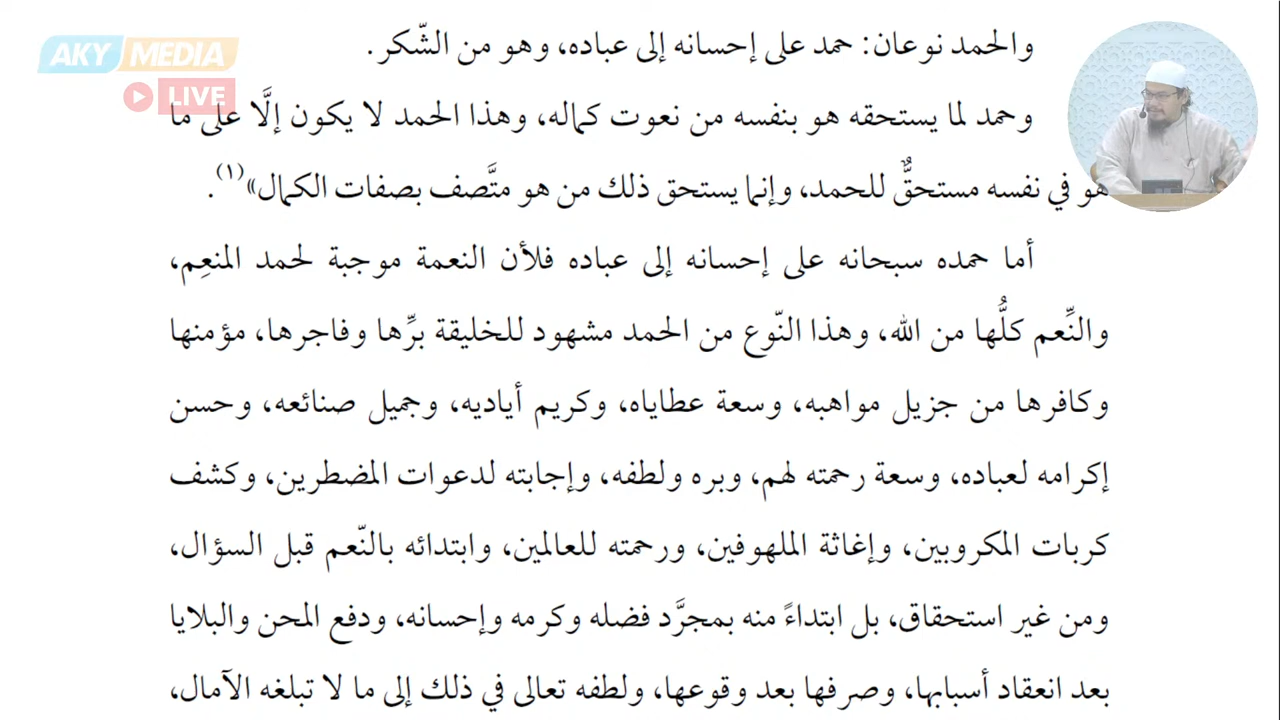 AKY MEDIA
LIVE
والحمد نوعان: حمد على إحسانه إلى عباده، وهو من الشّكر.
وحمد لما يستحقه هو بنفسه من نعوت كماله، وهذا الحمد لا يكون إلَّا على ما
هو في نفسه مستحقٌّ للحمد، وإنما يستحق ذلك من هو متَّصف بصفات الكمال»(١).
أما حمده سبحانه على إحسانه إلى عباده فلأن النعمة موجبة لحمد المنعِم،
والنِّعم كلُّها من الله، وهذا النّوع من الحمد مشهود للخليقة برِّها وفاجرها، مؤمنها
وكافرها من جزيل مواهبه، وسعة عطاياه، وكريم أياديه، وجميل صنائعه، وحسن
إكرامه لعباده، وسعة رحمته لهم، وبره ولطفه، وإجابته لدعوات المضطرين، وكشف
كربات المكروبين، وإغاثة الملهوفين، ورحمته للعالمين، وابتدائه بالنّعم قبل السؤال،
ومن غير استحقاق، بل ابتداءً منه بمجرَّد فضله وكرمه وإحسانه، ودفع المحن والبلايا
بعد انعقاد أسبابها، وصرفها بعد وقوعها، ولطفه تعالى في ذلك إلى ما لا تبلغه الآمال،